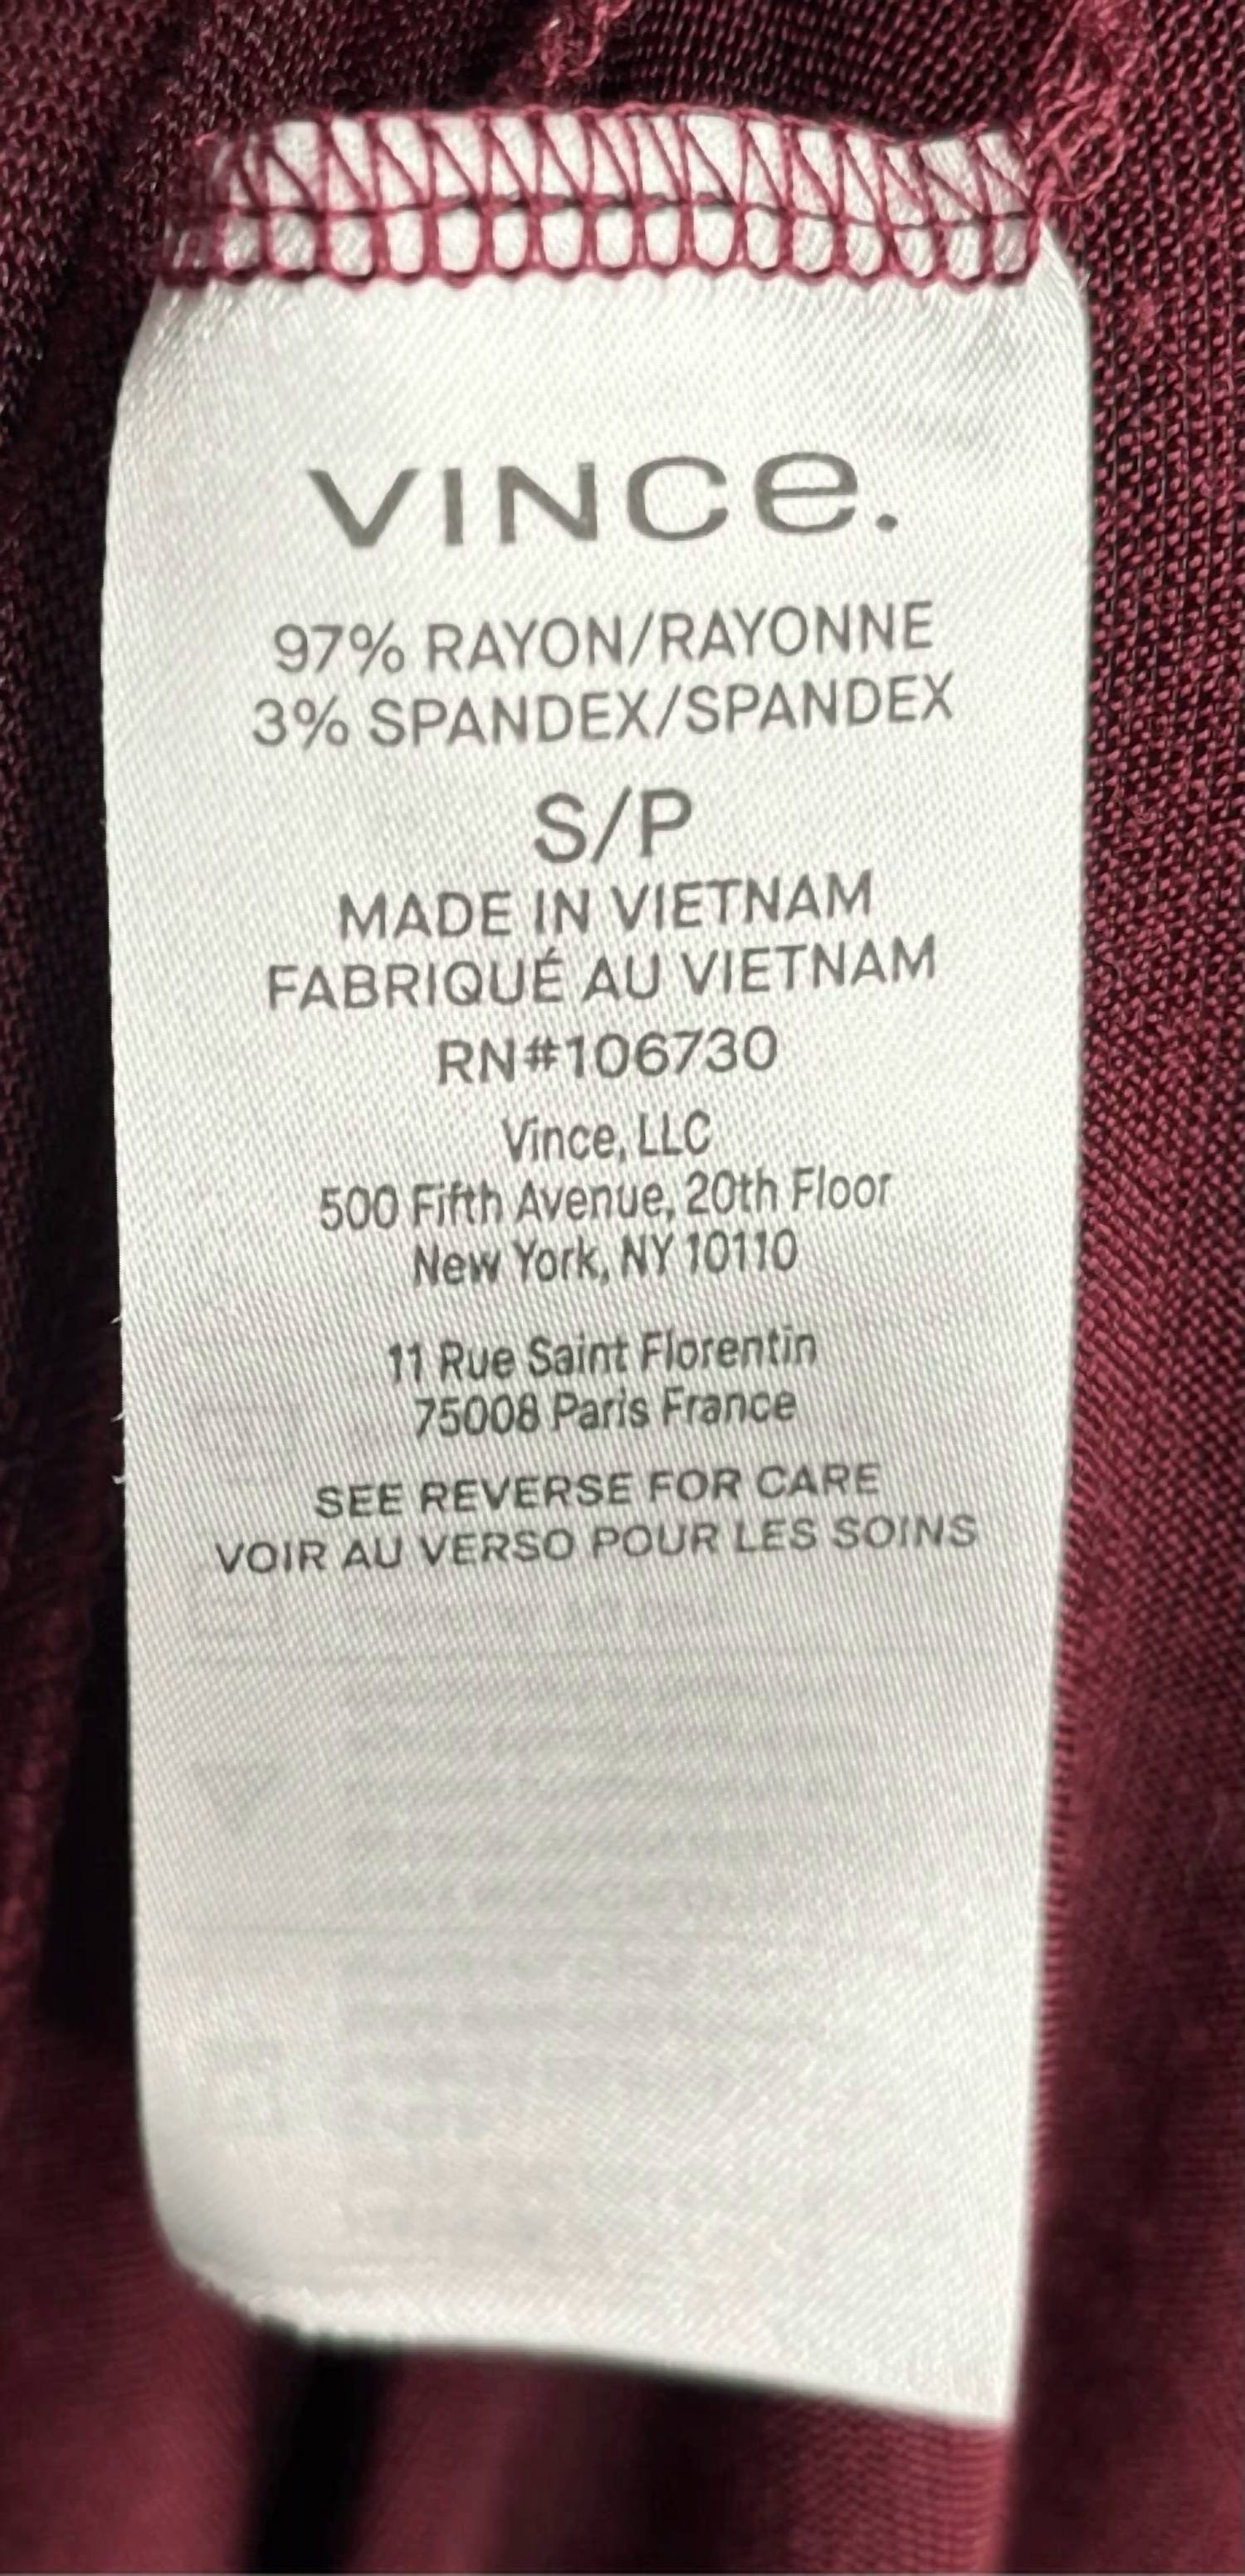 VINCe.
97% RAYON/RAYONNE
3% SPANDEX/SPANDEX
S/P
MADE IN VIETNAM
FABRIQUÉ AU VIETNAM
RN#106730
Vince, LLC
500 Fifth Avenue, 20th Floor
New York, NY 10110
11 Rue Saint Florentin
75008 Paris France
SEE REVERSE FOR CARE
VOIR AU VERSO POUR LES SOINS